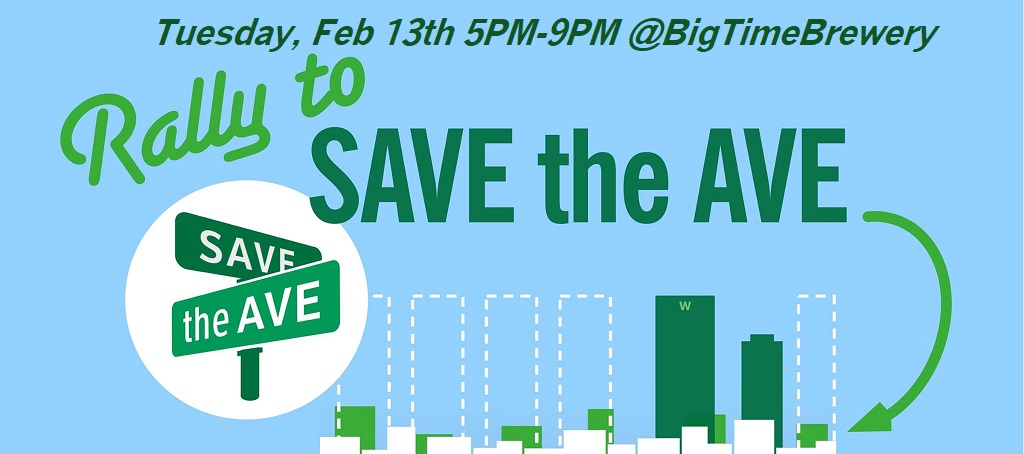 Tuesday, Feb 13th 5PM-9PM @BigTimeBrewery
Rally to
SAVE the AVE
SAVE
the AVE
W